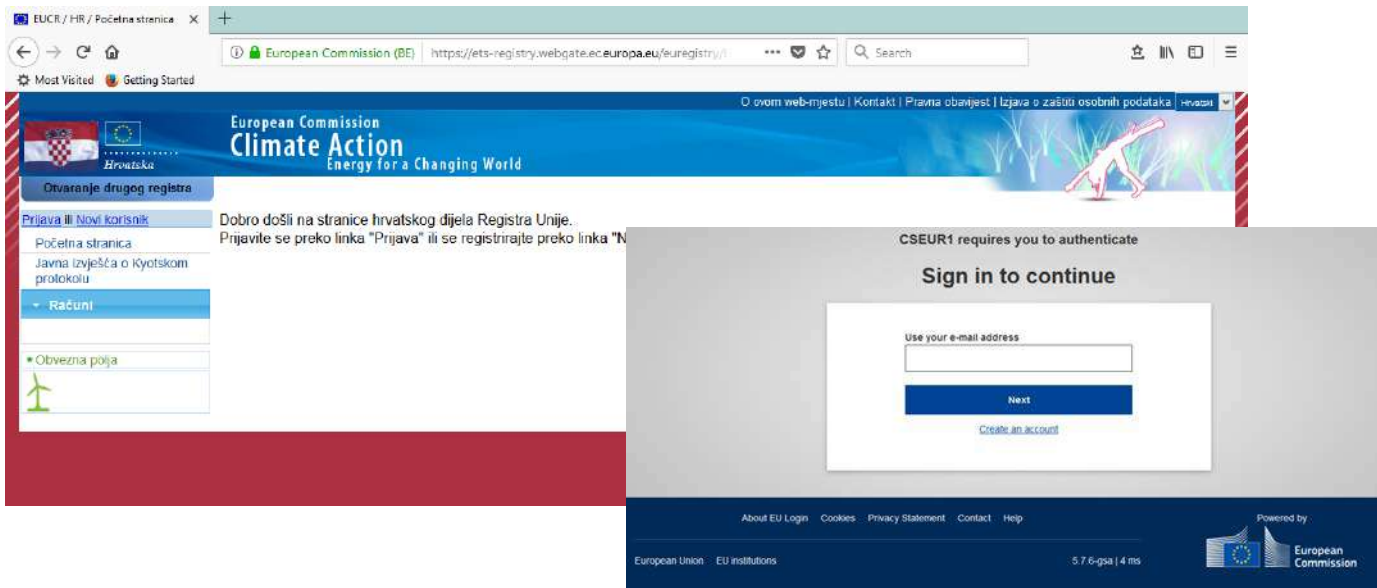 EUCR / HR / Početna stranica
European Commission (BE) https://ets-registry.webgate.ec.europa.eu/euregistry/
Search
Most Visited Getting Started
O ovom web-mjestu | Kontakt | Pravna obavijest | Izjava o zaštiti osobnih podataka Hrvatski
Hrvatska
European Commission
Climate Action
Energy for a Changing World
Otvaranje drugog registra
Prijava ili Novi korisnik
Početna stranica
Javna izvješća o Kyotskom
protokolu
Računi
Obvezna polja
Dobro došli na stranice hrvatskog dijela Registra Unije.
Prijavite se preko linka "Prijava" ili se registrirajte preko linka "N
CSEUR1 requires you to authenticate
Sign in to continue
Use your e-mail address
Next
Create an account
About EU Login Cookies Privacy Statement Contact Help
Powered by
European Union EU institutions
5.7.6-gsa | 4 ms
European
Commission